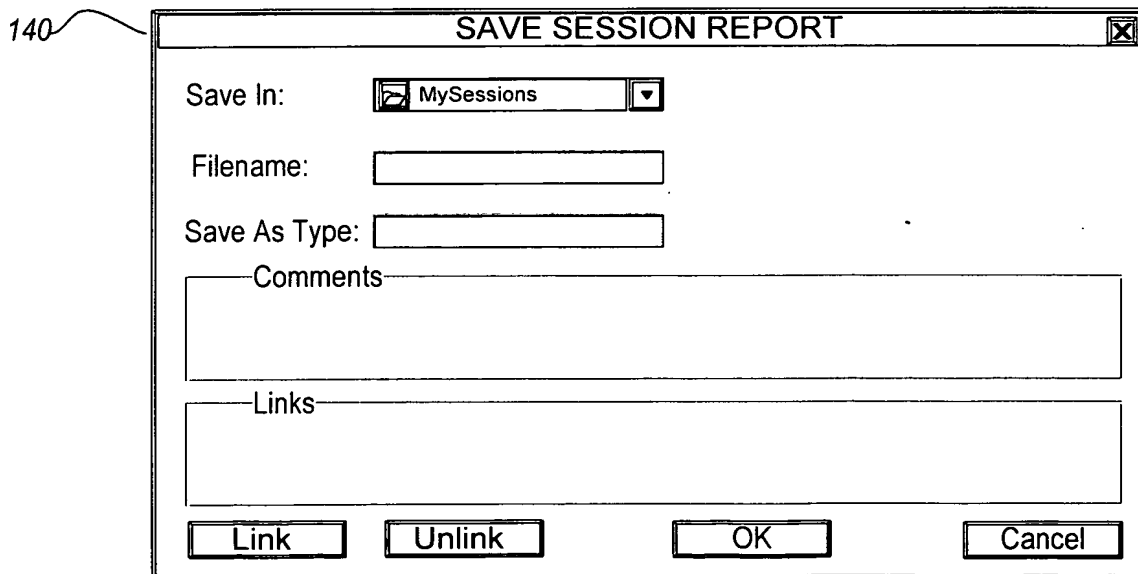 140
SAVE SESSION REPORT
X
Save In: MySessions
Filename:
Save As Type:
Comments
Links
Link Unlink OK Cancel